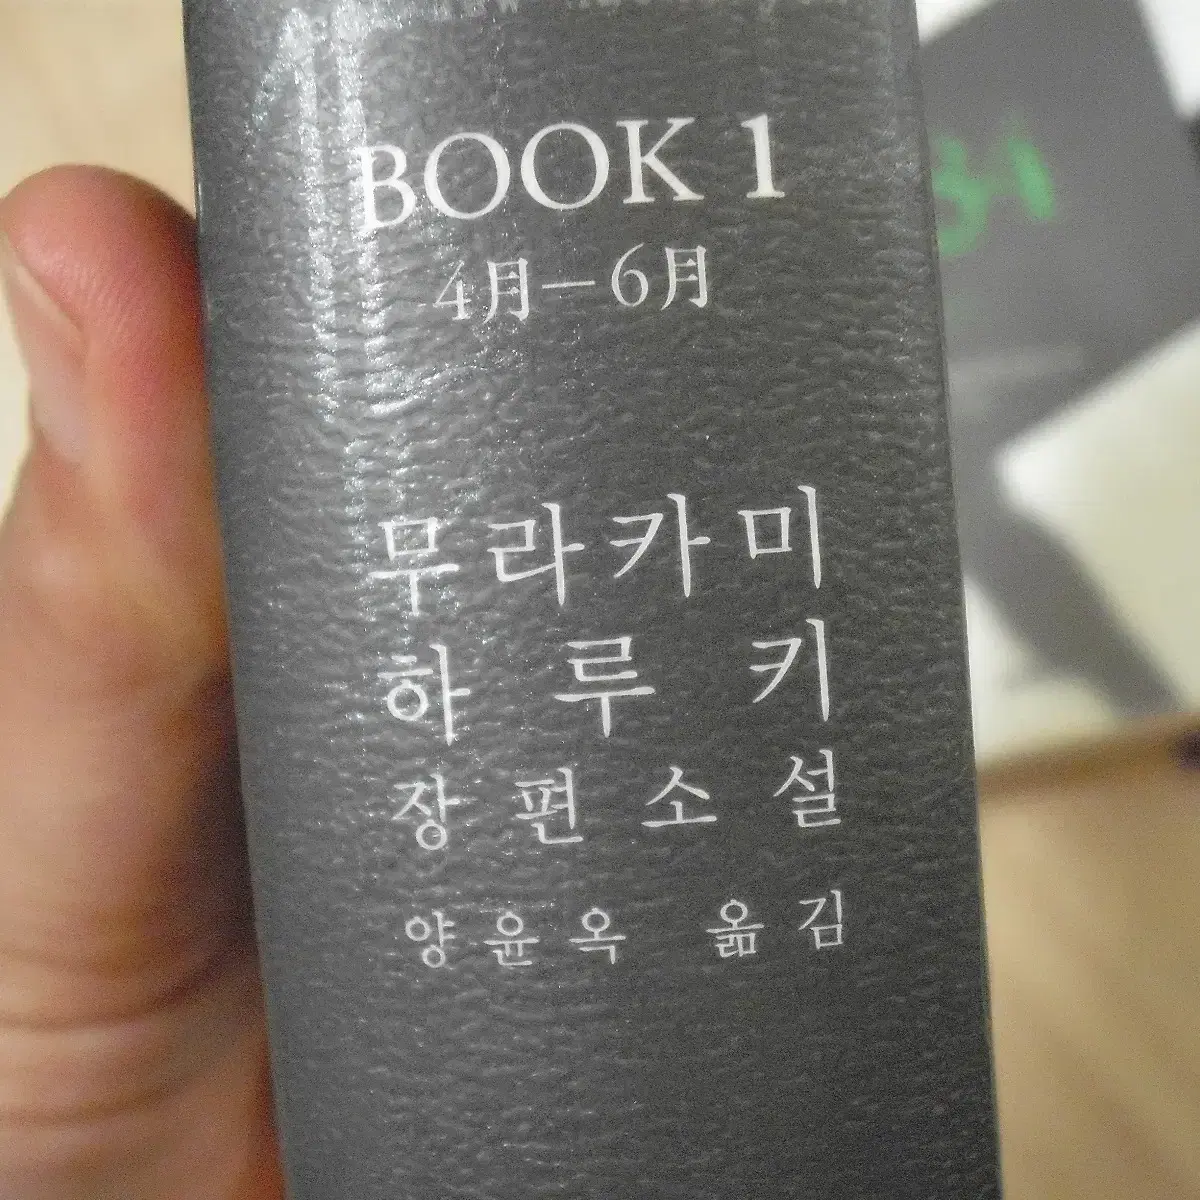 BOOK 1
4月-6月
무라카미
하루키
장편소설
양윤옥 옮김